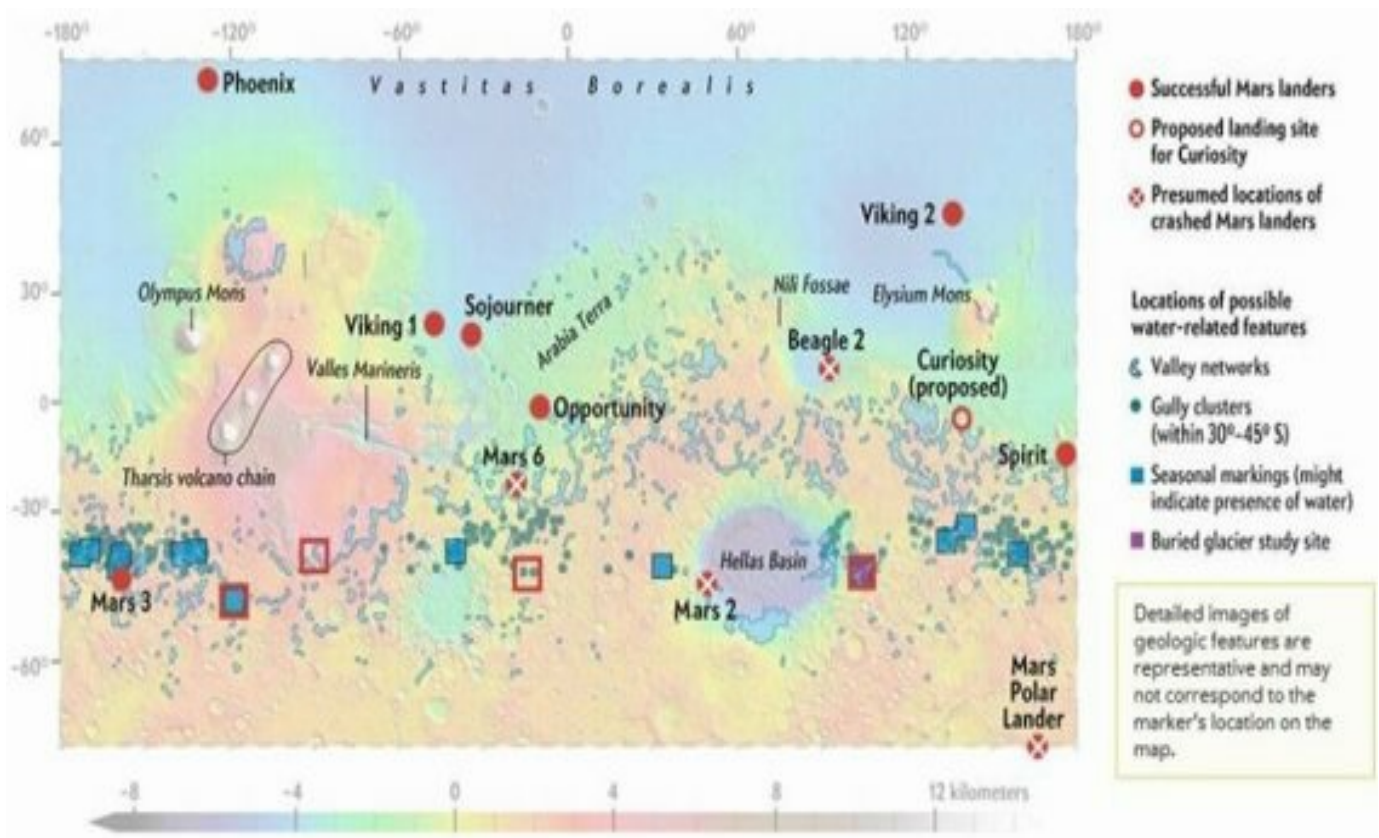 -180° -120° -60° 0 60° 120° 180°
Phoenix
Vastitas Borealis
60°
Viking 2
30°
Olympus Mons
Nili Fossae
Elysium Mons
Sojourner
Viking 1
Arabia Terra
Beagle 2
Valles Marineris
Curiosity
(proposed)
0
Opportunity
Mars 6
Spirit
Tharsis volcano chain
-30°
Hellas Basin
Mars 3
Mars 2
-60°
Mars
Polar
Lander
-8 -4 0 4 8 12 kilometers
Successful Mars landers
Proposed landing site
for Curiosity
Presumed locations of
crashed Mars landers
Locations of possible
water-related features
Valley networks
Gully clusters
(within 30°–45° S)
Seasonal markings (might
indicate presence of water)
Buried glacier study site
Detailed images of
geologic features are
representative and may
not correspond to the
marker's location on the
map.